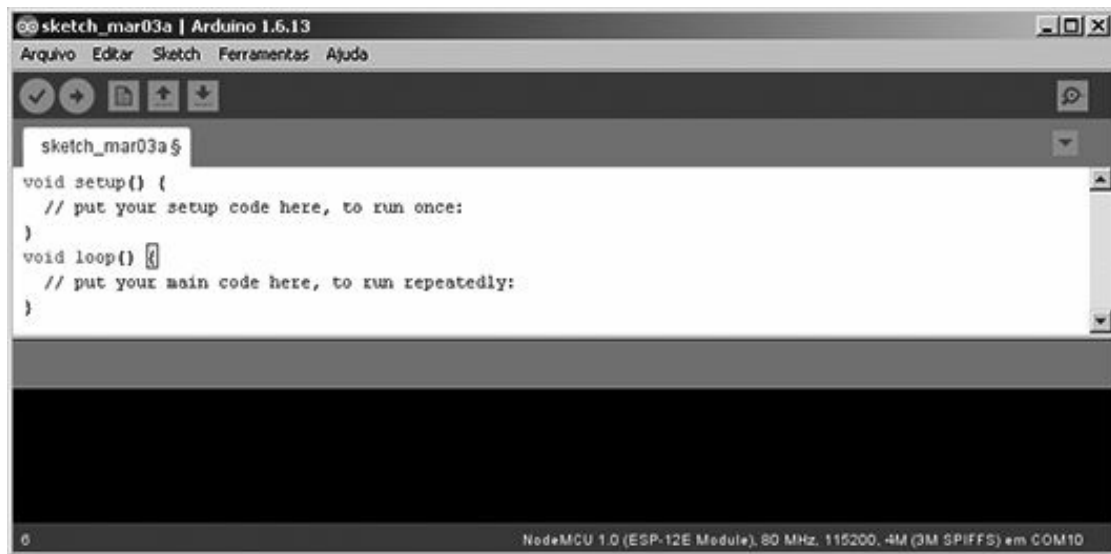 sketch_mar03a | Arduino 1.6.13
Arquivo Editar Sketch Ferramentas Ajuda
sketch_mar03a §
void setup() {
// put your setup code here, to run once:
}
void loop() {
// put your main code here, to run repeatedly:
}
6
NodeMCU 1.0 (ESP-12E Module), 80 MHz, 115200, 4M (3M SPIFFS) em COM10